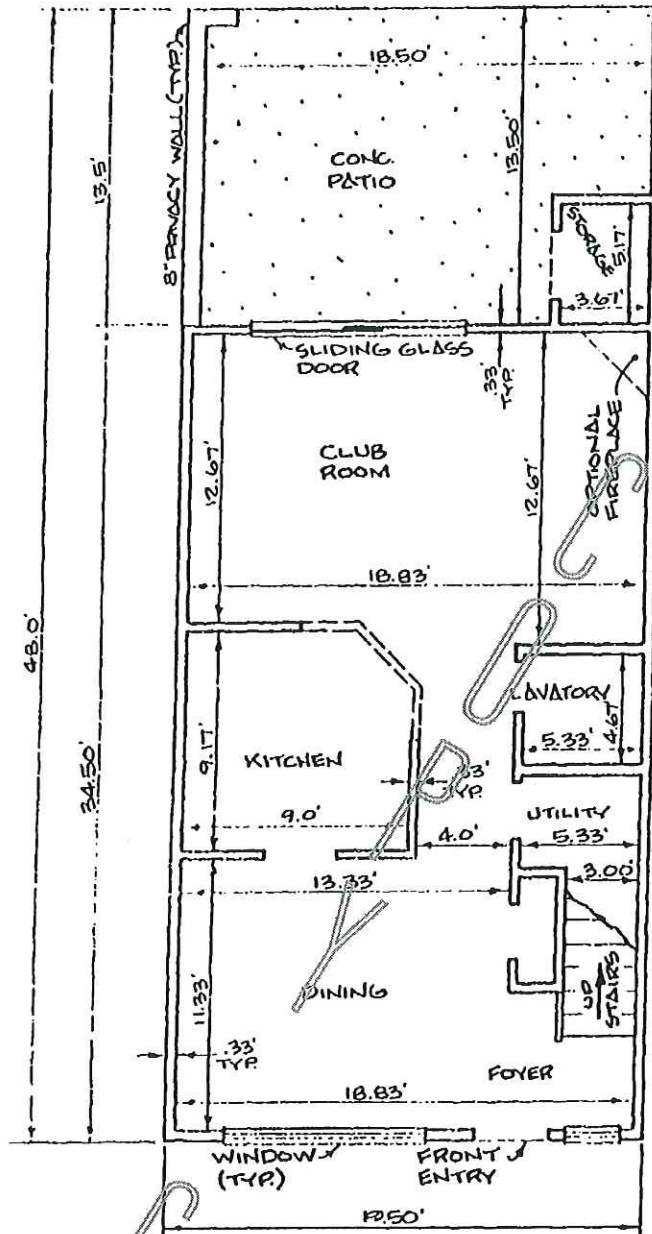 18.50'
8" PRIVACY WALL (TYP.)
13.5'
13.50'
CONC.
PATIO
STORAGE
5.17'
3.67'
SLIDING GLASS
DOOR
.33'
TYP.
OPTIONAL
FIREPLACE
CLUB
ROOM
12.67'
12.67'
18.83'
48.0'
34.50'
9.17'
KITCHEN
LAVATORY
4.67'
5.33'
TYP.
UTILITY
9.0'
4.0'
5.33'
3.00'
13.33'
11.33'
DINING
UP
STAIRS
.33'
TYP.
FOYER
18.83'
WINDOW
(TYP.)
FRONT
ENTRY